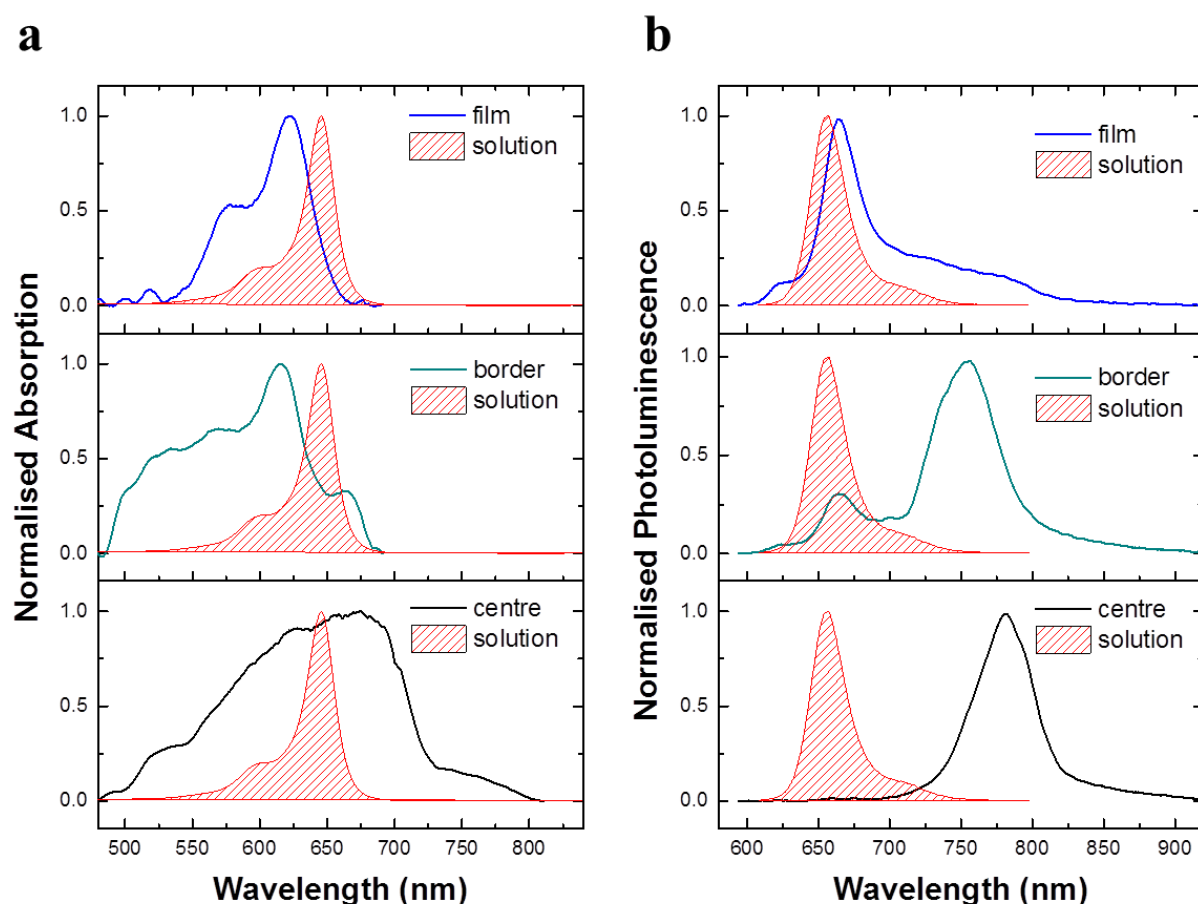 a
b
Normalised Absorption
1.0
0.5
0.0
film
solution
1.0
0.5
0.0
border
solution
1.0
0.5
0.0
centre
solution
500 550 600 650 700 750 800
Wavelength (nm)
Normalised Photoluminescence
1.0
0.5
0.0
film
solution
1.0
0.5
0.0
border
solution
1.0
0.5
0.0
centre
solution
600 650 700 750 800 850 900
Wavelength (nm)